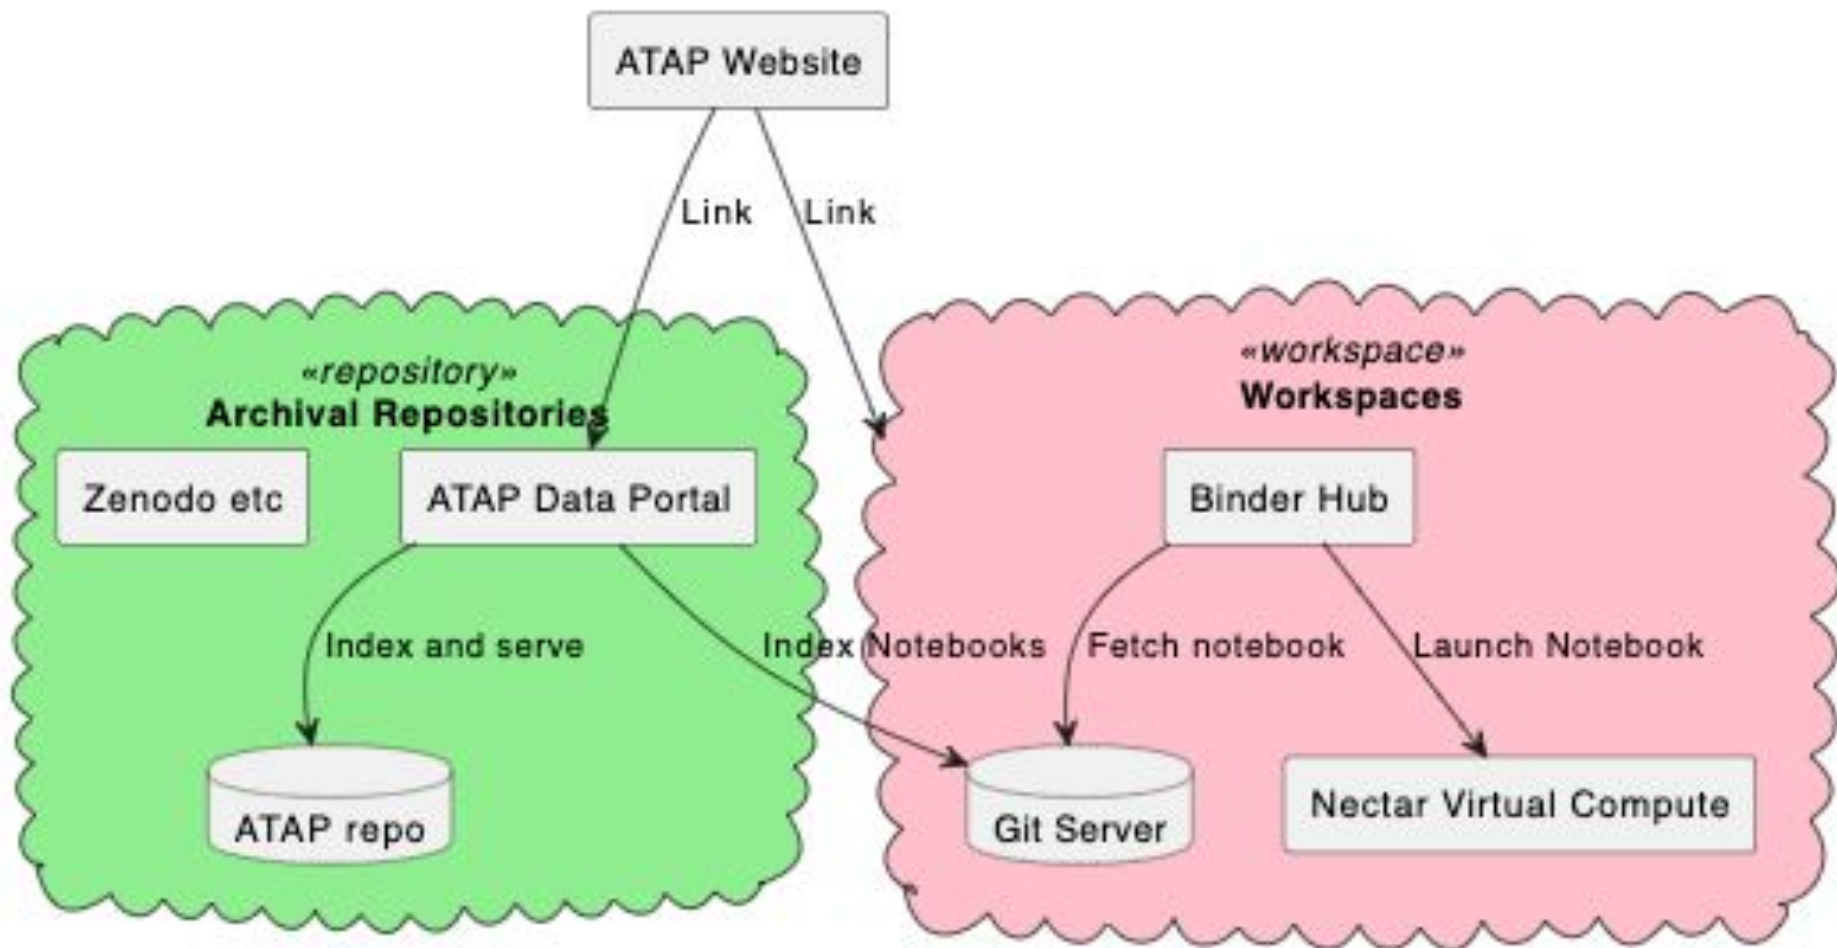 ATAP Website
Link
Link
«repository»
Archival Repositories
«workspace»
Workspaces
Zenodo etc
ATAP Data Portal
Binder Hub
Index and serve
Index Notebooks
Fetch notebook
Launch Notebook
ATAP repo
Git Server
Nectar Virtual Compute